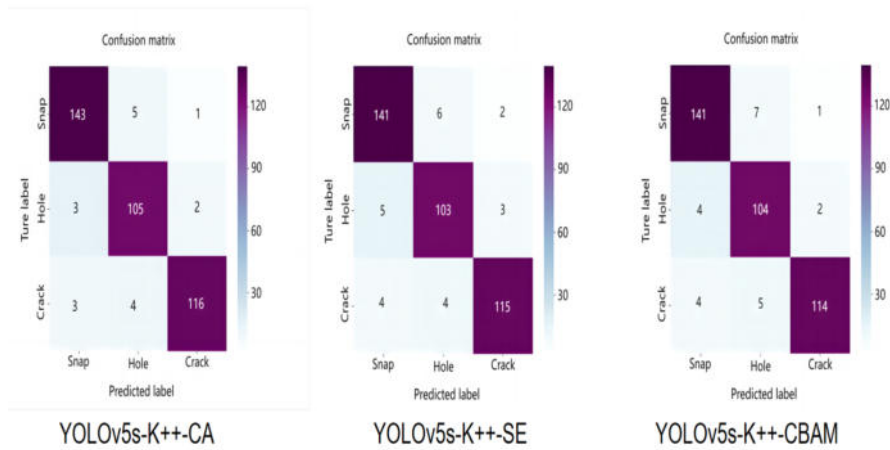 Confusion matrix
Snap 143 5 1 120
90
Ture label
Hole 3 105 2 60
30
Crack 3 4 116
Snap Hole Crack
Predicted label
YOLOv5s-K++-CA
Confusion matrix
Snap 141 6 2 120
90
Ture label
Hole 5 103 3 60
30
Crack 4 4 115
Snap Hole Crack
Predicted label
YOLOv5s-K++-SE
Confusion matrix
Snap 141 7 1 120
90
Ture label
Hole 4 104 2 60
30
Crack 4 5 114
Snap Hole Crack
Predicted label
YOLOv5s-K++-CBAM